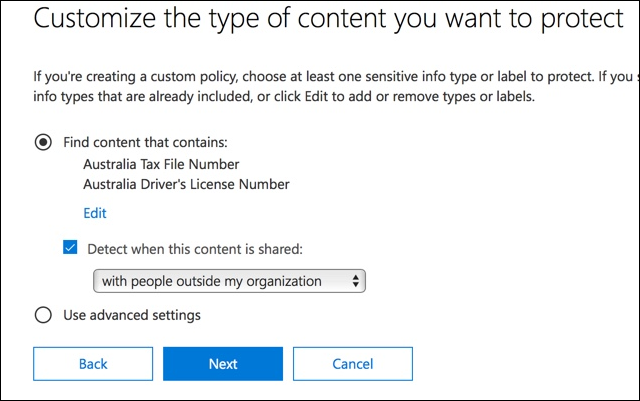 Customize the type of content you want to protect
If you're creating a custom policy, choose at least one sensitive info type or label to protect. If you
info types that are already included, or click Edit to add or remove types or labels.
Find content that contains:
Australia Tax File Number
Australia Driver's License Number
Edit
Detect when this content is shared:
with people outside my organization
Use advanced settings
Back
Next
Cancel